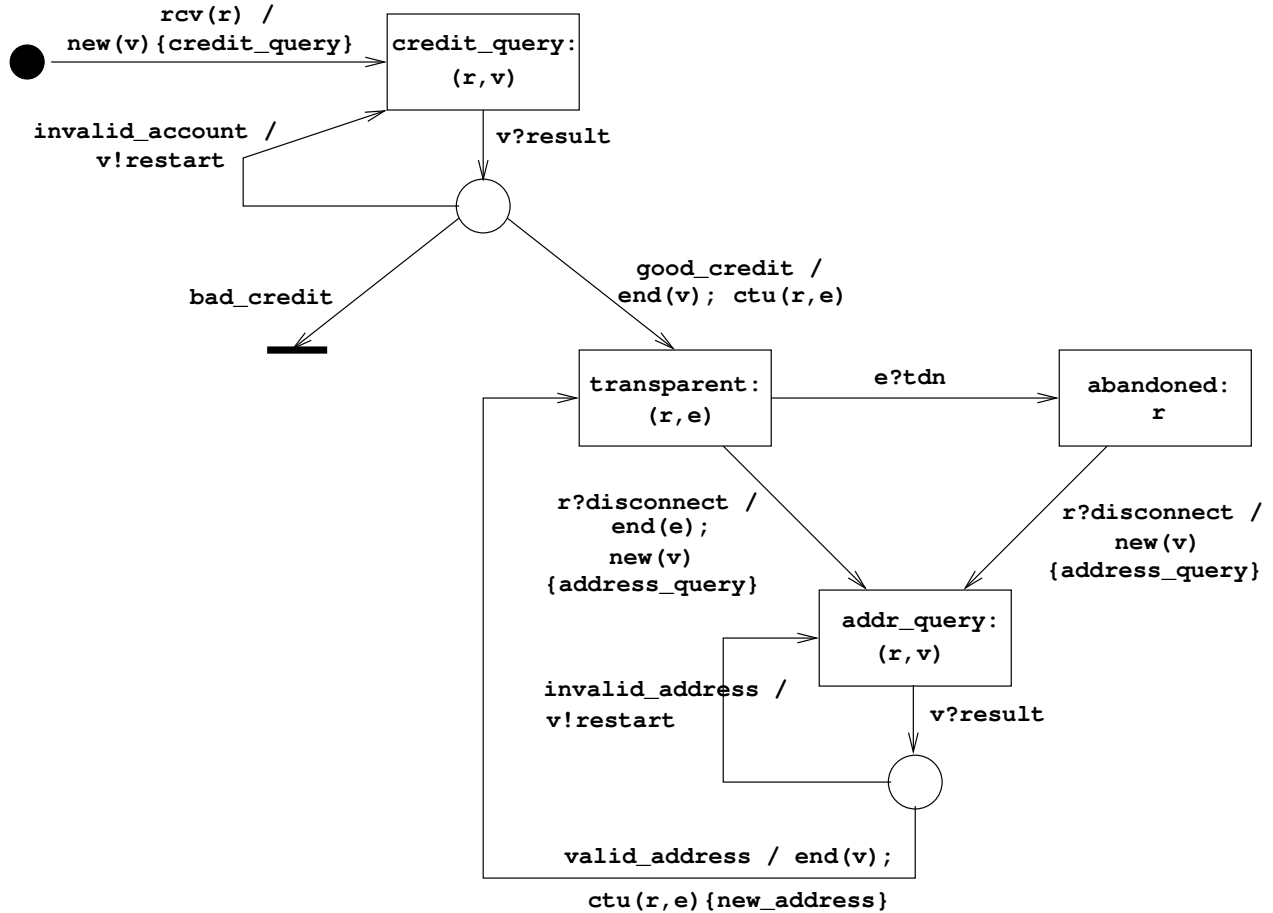 rcv(r) /
new(v){credit_query}
credit_query:
(r,v)
invalid_account /
v!restart
v?result
good_credit /
end(v); ctu(r,e)
bad_credit
transparent:
(r,e)
e?tdn
abandoned:
r
r?disconnect /
end(e);
new(v)
{address_query}
r?disconnect /
new(v)
{address_query}
addr_query:
(r,v)
invalid_address /
v!restart
v?result
valid_address / end(v);
ctu(r,e){new_address}